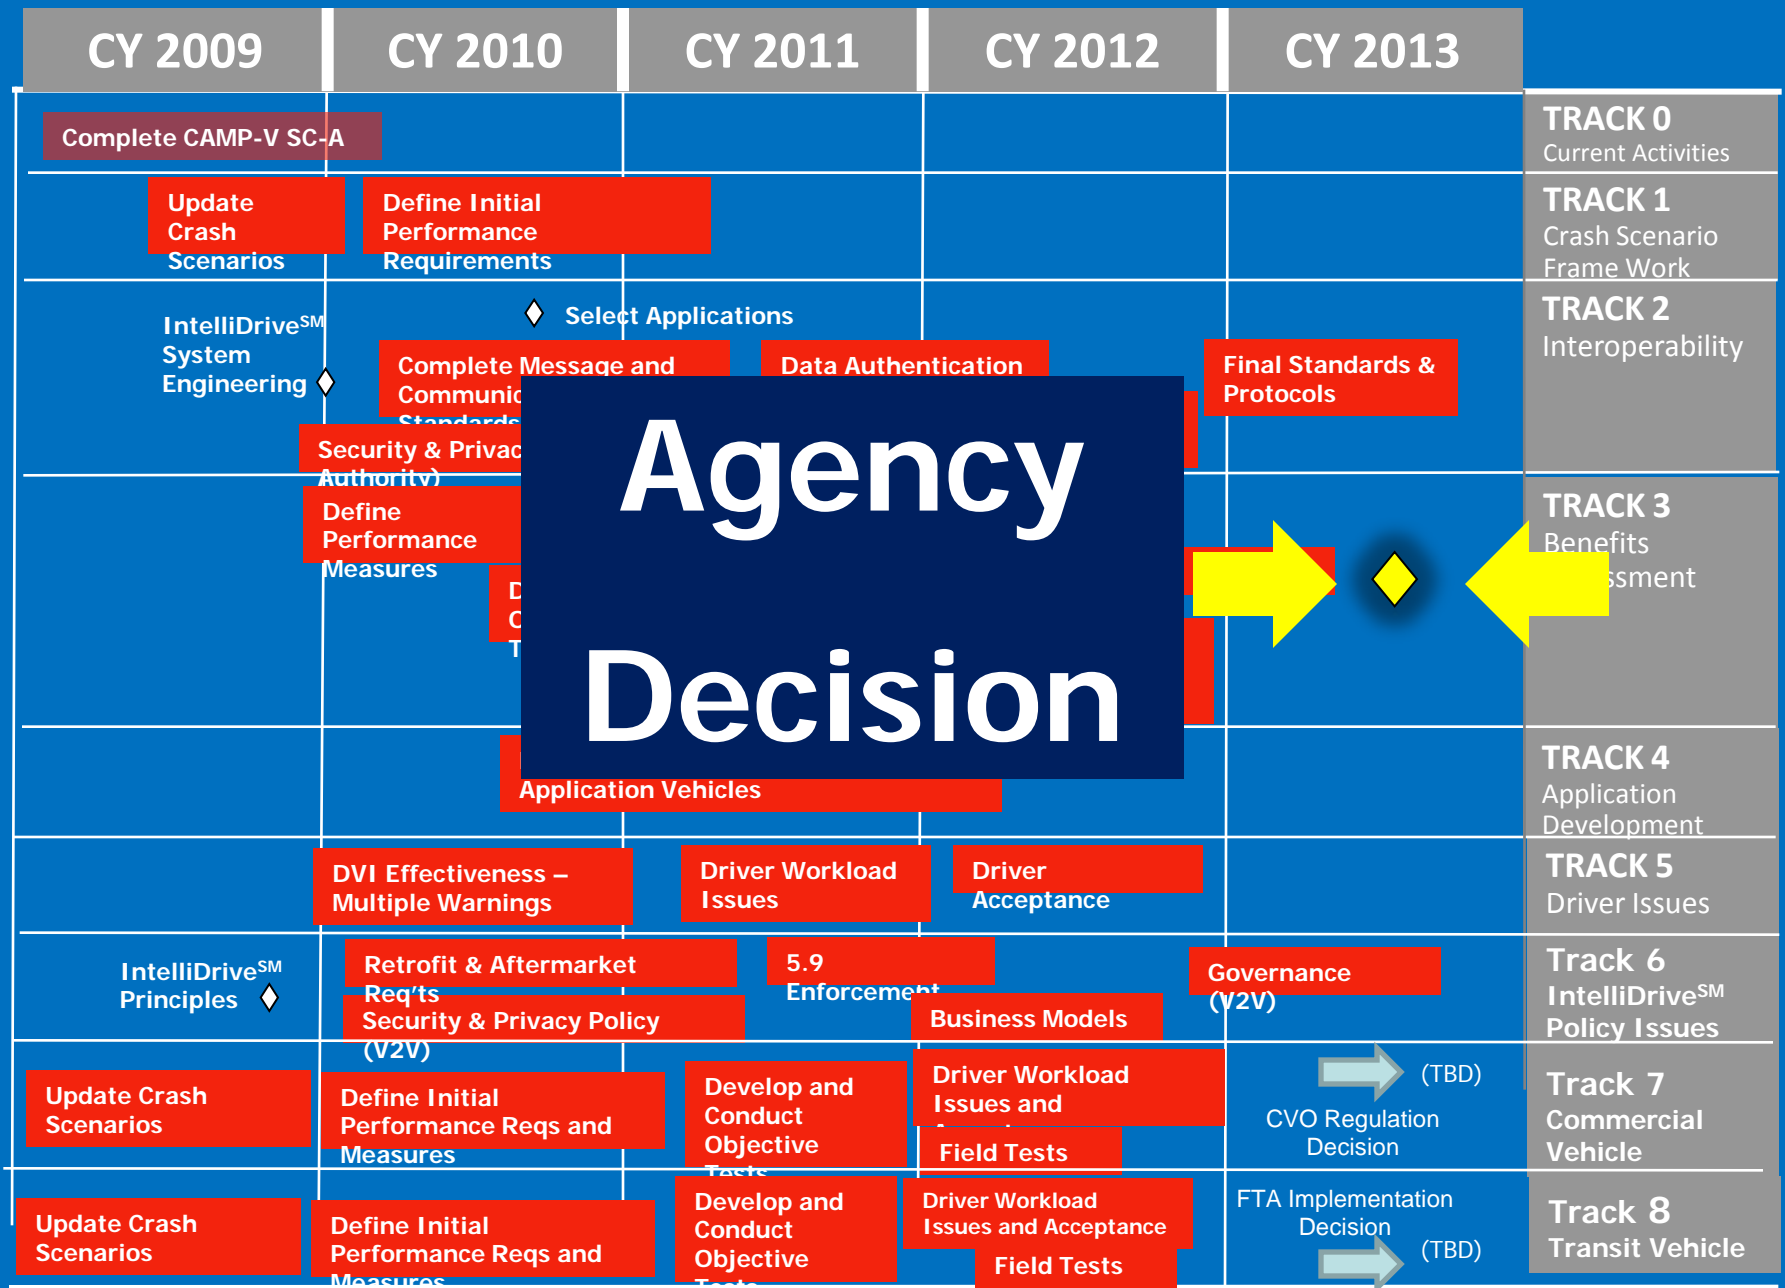 CY 2009
CY 2010
CY 2011
CY 2012
CY 2013
Complete CAMP-V SC-A
TRACK 0
Current Activities
Update
Crash
Scenarios
Define Initial
Performance
Requirements
TRACK 1
Crash Scenario
Frame Work
IntelliDriveSM
System
Engineering
Select Applications
Complete Message and
Standards
Data Authentication
Final Standards &
Protocols
Security & Privac
Authority)
TRACK 2
Interoperability
Define
Performance
Measures
Agency
Decision
TRACK 3
Benefits
ssment
Application Vehicles
TRACK 4
Application
Development
DVI Effectiveness –
Multiple Warnings
Driver Workload
Issues
Driver
Acceptance
TRACK 5
Driver Issues
IntelliDriveSM
Principles
Retrofit & Aftermarket
Req'ts
Security & Privacy Policy
(V2V)
5.9
Enforcement
Business Models
Governance
(V2V)
Track 6
IntelliDriveSM
Policy Issues
Update Crash
Scenarios
Define Initial
Performance Reqs and
Measures
Develop and
Conduct
Objective
Tests
Driver Workload
Issues and
Field Tests
(TBD)
CVO Regulation
Decision
Track 7
Commercial
Vehicle
Update Crash
Scenarios
Define Initial
Performance Reqs and
Measures
Develop and
Conduct
Objective
Tests
Driver Workload
Issues and Acceptance
Field Tests
FTA Implementation
Decision
(TBD)
Track 8
Transit Vehicle